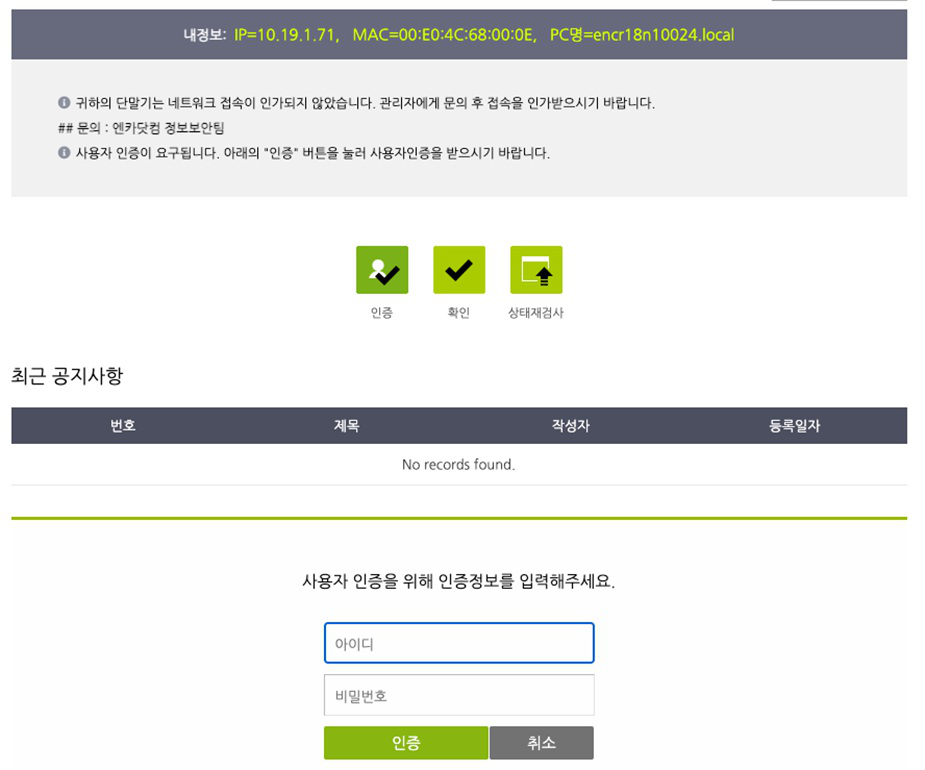 내정보: IP=10.19.1.71, MAC=00:E0:4C:68:00:0E, PC명=encr18n10024.local
귀하의 단말기는 네트워크 접속이 인가되지 않았습니다. 관리자에게 문의 후 접속을 인가받으시기 바랍니다.
## 문의 : 엔카닷컴 정보보안팀
사용자 인증이 요구됩니다. 아래의 "인증" 버튼을 눌러 사용자인증을 받으시기 바랍니다.
인증 확인 상태재검사
최근 공지사항
번호 제목 작성자 등록일자
No records found.
사용자 인증을 위해 인증정보를 입력해주세요.
아이디
비밀번호
인증 취소